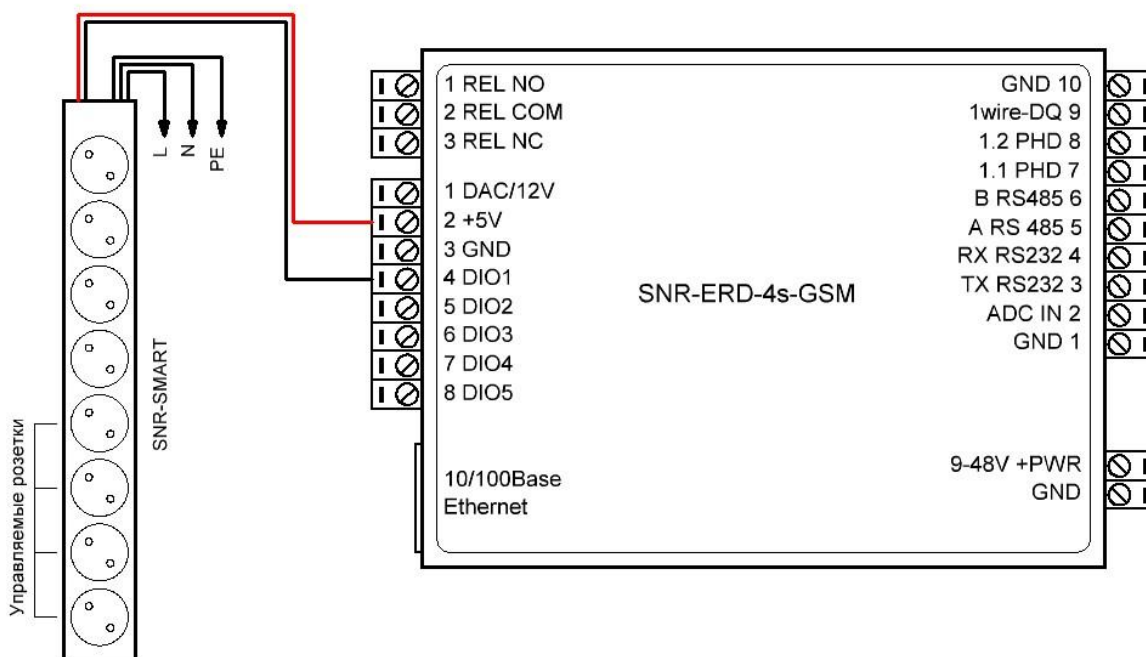 L
N
PE
SNR-SMART
Управляемые розетки
1 REL NO
2 REL COM
3 REL NC
1 DAC/12V
2 +5V
3 GND
4 DIO1
5 DIO2
6 DIO3
7 DIO4
8 DIO5
10/100Base
Ethernet
SNR-ERD-4s-GSM
GND 10
1wire-DQ 9
1.2 PHD 8
1.1 PHD 7
B RS485 6
A RS 485 5
RX RS232 4
TX RS232 3
ADC IN 2
GND 1
9-48V +PWR
GND